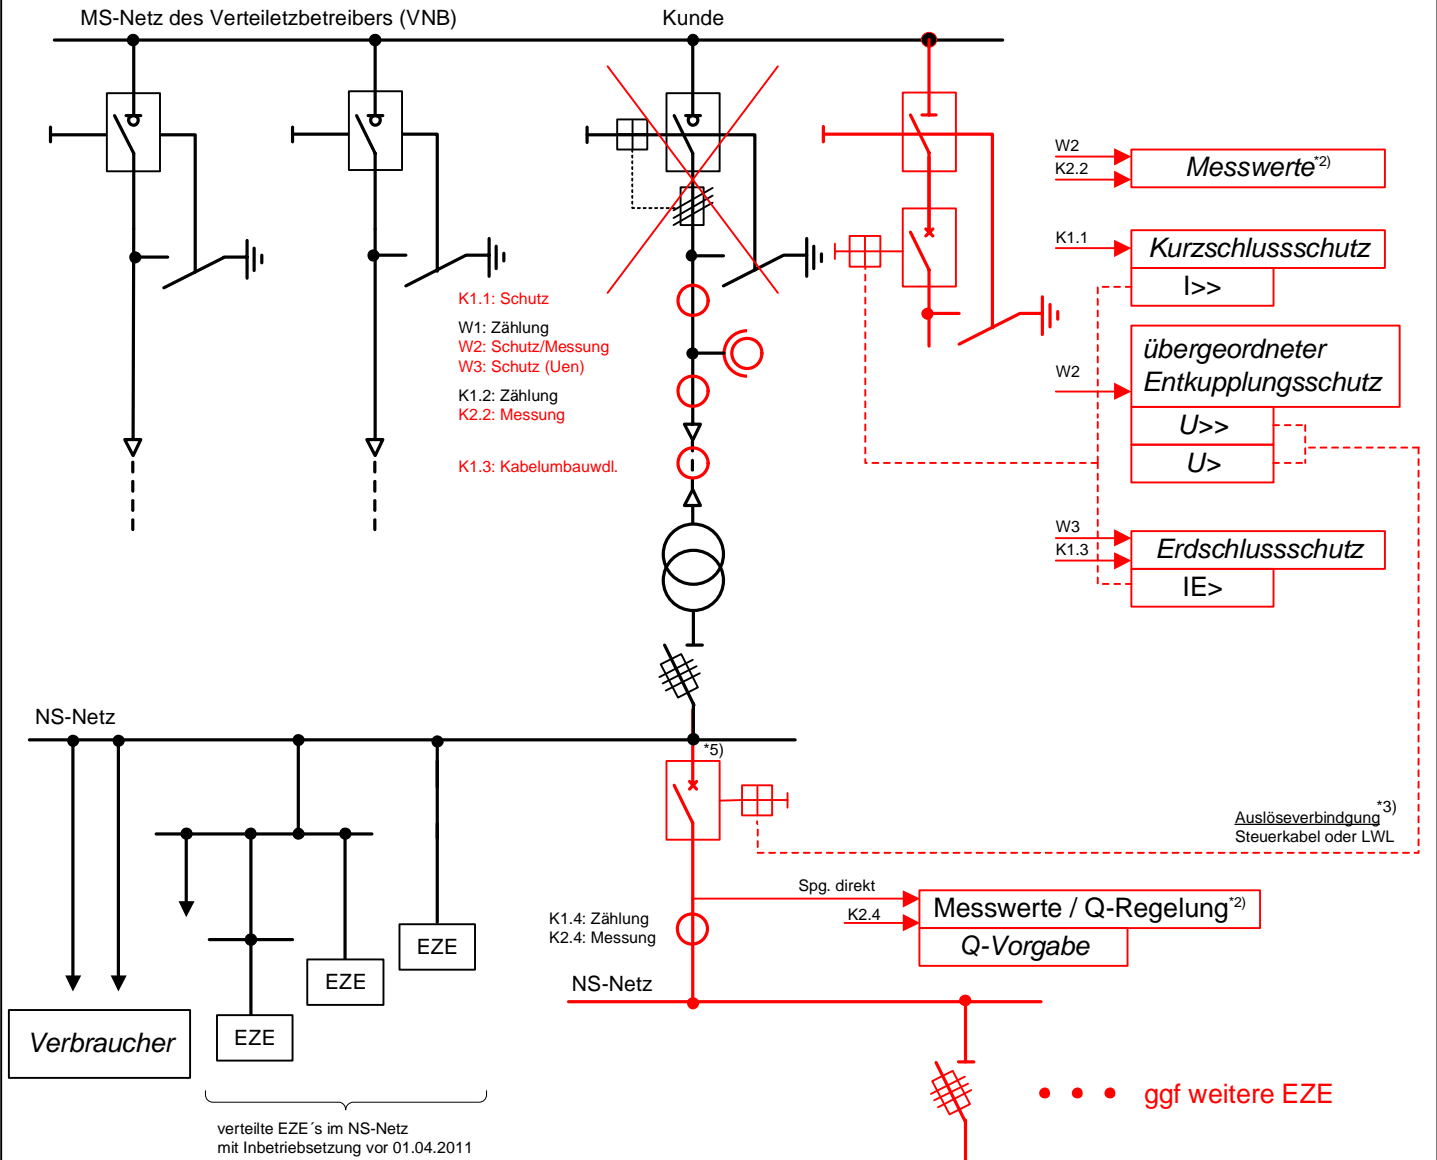 MS-Netz des Verteiletzbetreibers (VNB)
Kunde
W2
K2.2
Messwerte*2)
K1.1
Kurzschlussschutz
I>>
K1.1: Schutz
W1: Zählung
W2: Schutz/Messung
W3: Schutz (Uen)
K1.2: Zählung
K2.2: Messung
K1.3: Kabelumbauwdl.
W2
übergeordneter
Entkupplungsschutz
U>>
U>
W3
K1.3
Erdschlussschutz
IE>
NS-Netz
*5)
Auslöseverbindgung*3)
Steuerkabel oder LWL
Spg. direkt
K2.4
Messwerte / Q-Regelung*2)
Q-Vorgabe
K1.4: Zählung
K2.4: Messung
NS-Netz
EZE
EZE
EZE
Verbraucher
ggf weitere EZE
verteilte EZE´s im NS-Netz
mit Inbetriebsetzung vor 01.04.2011